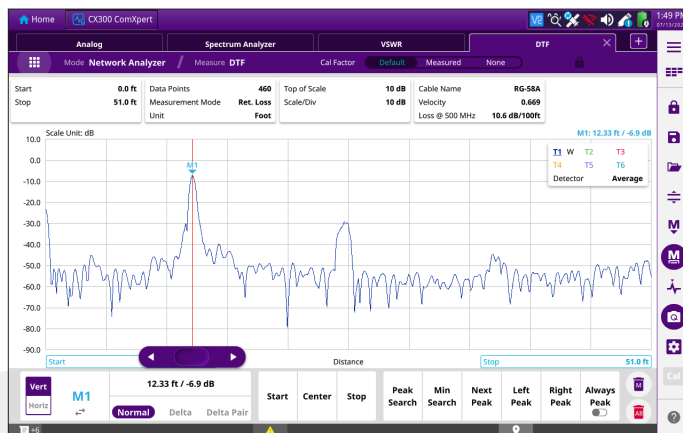 Home CX300 ComXpert VE 1:49 PM
Analog Spectrum Analyzer VSWR DTF × +
Mode Network Analyzer / Measure DTF Cal Factor Default Measured None
Start 0.0 ft Data Points 460 Top of Scale 10 dB Cable Name RG-58A
Stop 51.0 ft Measurement Mode Ret. Loss Scale/Div 10 dB Velocity 0.669
Unit Foot Loss @ 500 MHz 10.6 dB/100ft
Scale Unit: dB M1: 12.33 ft / -6.9 dB
10.0
0.0
-10.0
-20.0
-30.0
-40.0
-50.0
-60.0
-70.0
-80.0
-90.0
M1
T1 W T2 T3
T4 T5 T6
Detector Average
Start Distance Stop 51.0 ft
Vert
Horiz
M1
12.33 ft / -6.9 dB
Normal Delta Delta Pair
Start Center Stop
Peak Search
Min Search
Next Peak
Left Peak
Right Peak
Always Peak
M
All
M
M
Cal
?
+6